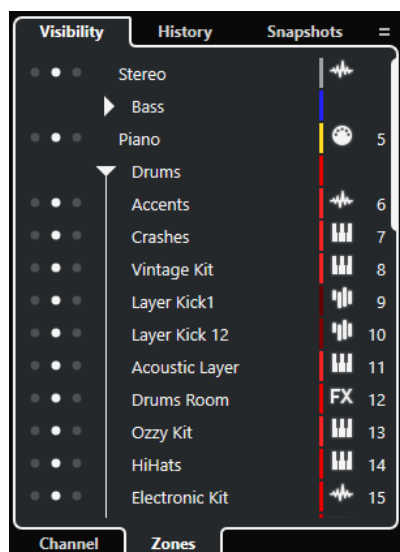 Visibility History Snapshots
Stereo
Bass
Piano 5
Drums
Accents 6
Crashes 7
Vintage Kit 8
Layer Kick1 9
Layer Kick 12 10
Acoustic Layer 11
Drums Room FX 12
Ozzy Kit 13
HiHats 14
Electronic Kit 15
Channel Zones